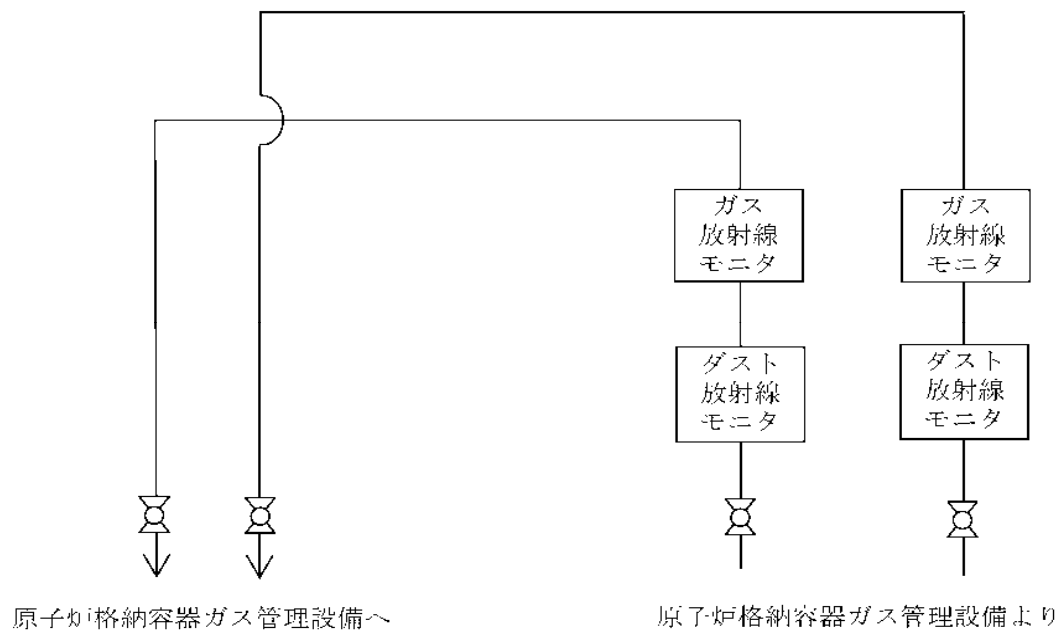 ガス
放射線
モニタ
ガス
放射線
モニタ
ダスト
放射線
モニタ
ダスト
放射線
モニタ
原子炉格納容器ガス管理設備へ
原子炉格納容器ガス管理設備より